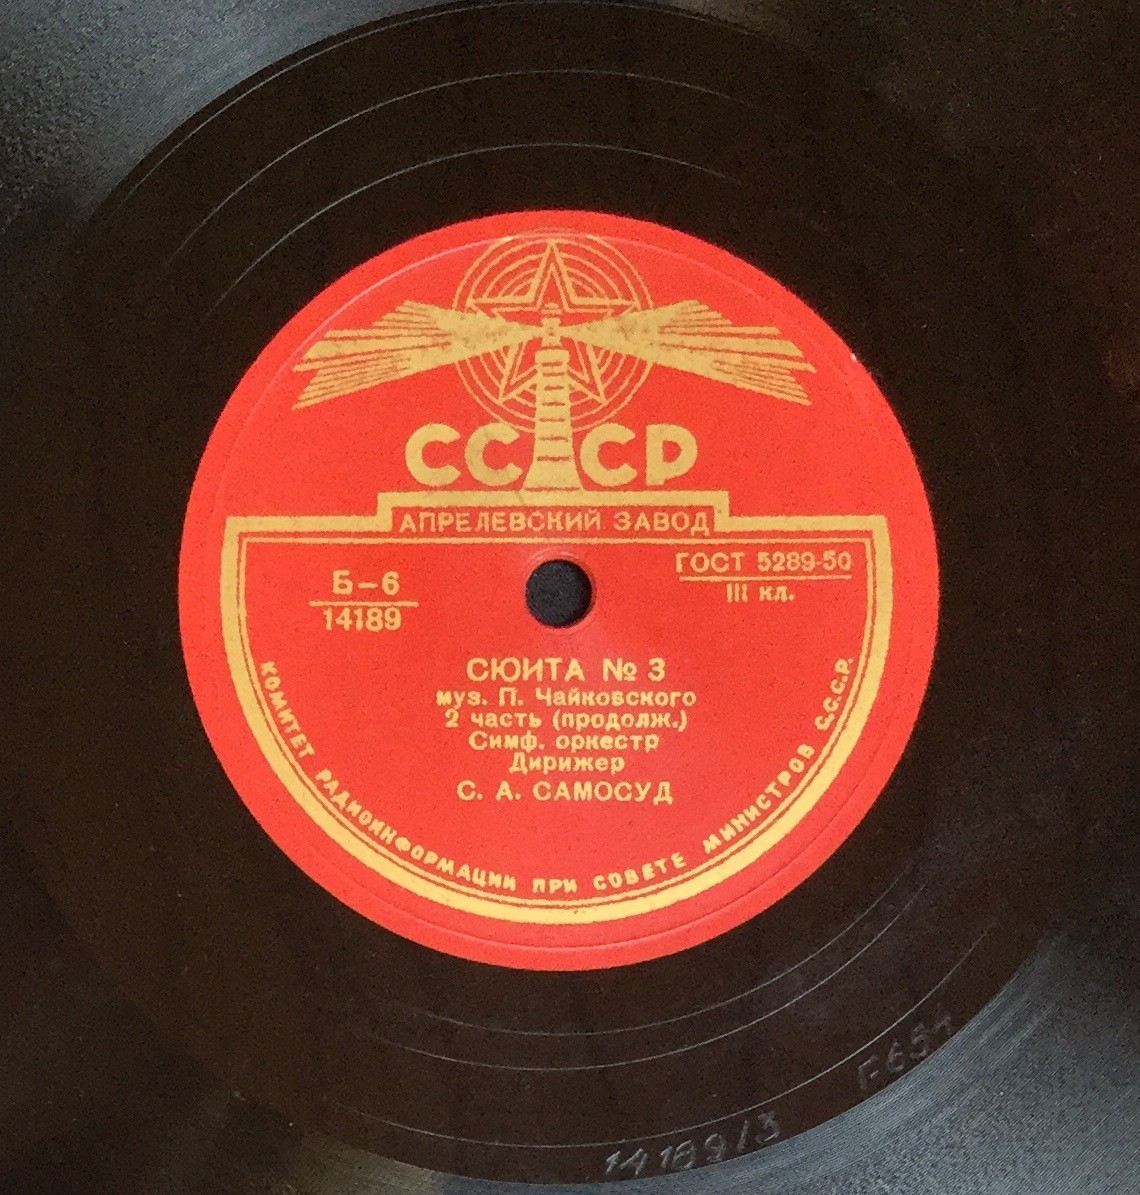 СССР
АПРЕЛЕВСКИЙ ЗАВОД
Б-6
14189
ГОСТ 5289-50
III кл.
СЮИТА № 3
муз. П. Чайковского
2 часть (продолж.)
Симф. оркестр
Дирижер
С. А. САМОСУД
КОМИТЕТ РАДИОИНФОРМАЦИИ ПРИ СОВЕТЕ МИНИСТРОВ С.С.С.Р.
14189/3